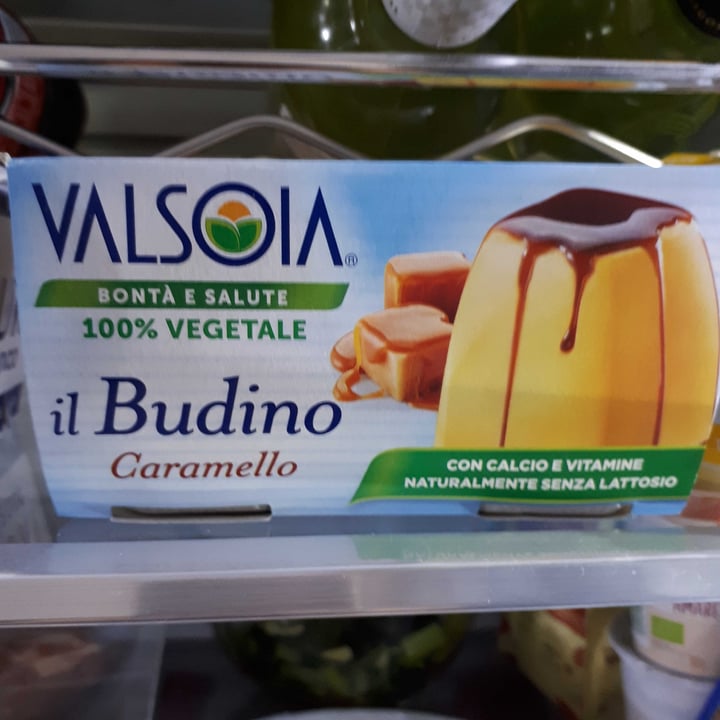 VALSOIA®
BONTÀ E SALUTE
100% VEGETALE
il Budino
Caramello
CON CALCIO E VITAMINE
NATURALMENTE SENZA LATTOSIO